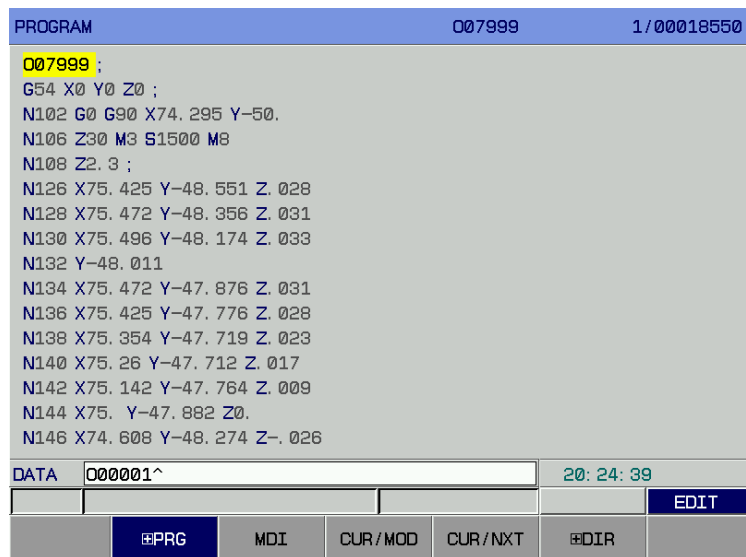 PROGRAM O07999 1/00018550
O07999 ;
G54 X0 Y0 Z0 ;
N102 G0 G90 X74. 295 Y-50.
N106 Z30 M3 S1500 M8
N108 Z2. 3 ;
N126 X75. 425 Y-48. 551 Z. 028
N128 X75. 472 Y-48. 356 Z. 031
N130 X75. 496 Y-48. 174 Z. 033
N132 Y-48. 011
N134 X75. 472 Y-47. 876 Z. 031
N136 X75. 425 Y-47. 776 Z. 028
N138 X75. 354 Y-47. 719 Z. 023
N140 X75. 26 Y-47. 712 Z. 017
N142 X75. 142 Y-47. 764 Z. 009
N144 X75. Y-47. 882 Z0.
N146 X74. 608 Y-48. 274 Z-. 026
DATA O00001^ 20: 24: 39
EDIT
⊞PRG MDI CUR/MOD CUR/NXT ⊞DIR